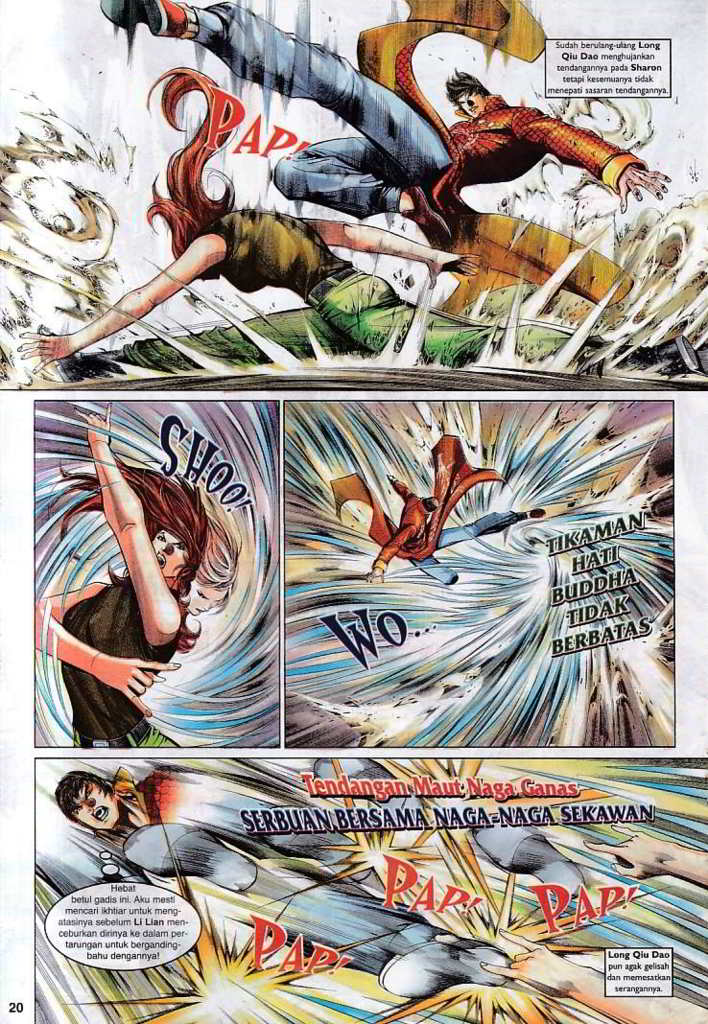 Sudah berulang-ulang Long
Qiu Dao menghujankan
tendangannya pada Sharon
tetapi kesemuanya tidak
menepati sasaran tendangannya.
PAP!
SHOO!
WO...
TIKAMAN
HATI
BUDDHA
TIDAK
BERBATAS
Tendangan Maut Naga Ganas
SERBUAN BERSAMA NAGA-NAGA SEKAWAN
PAP!
PAP!
PAP!
Hebat
betul gadis ini. Aku mesti
mencari ikhtiar untuk meng-
atasinya sebelum Li Lian men-
ceburkan dirinya ke dalam per-
tarungan untuk berganding-
bahu dengannya!
Long Qiu Dao
pun agak gelisah
dan memesatkan
serangannya.
20